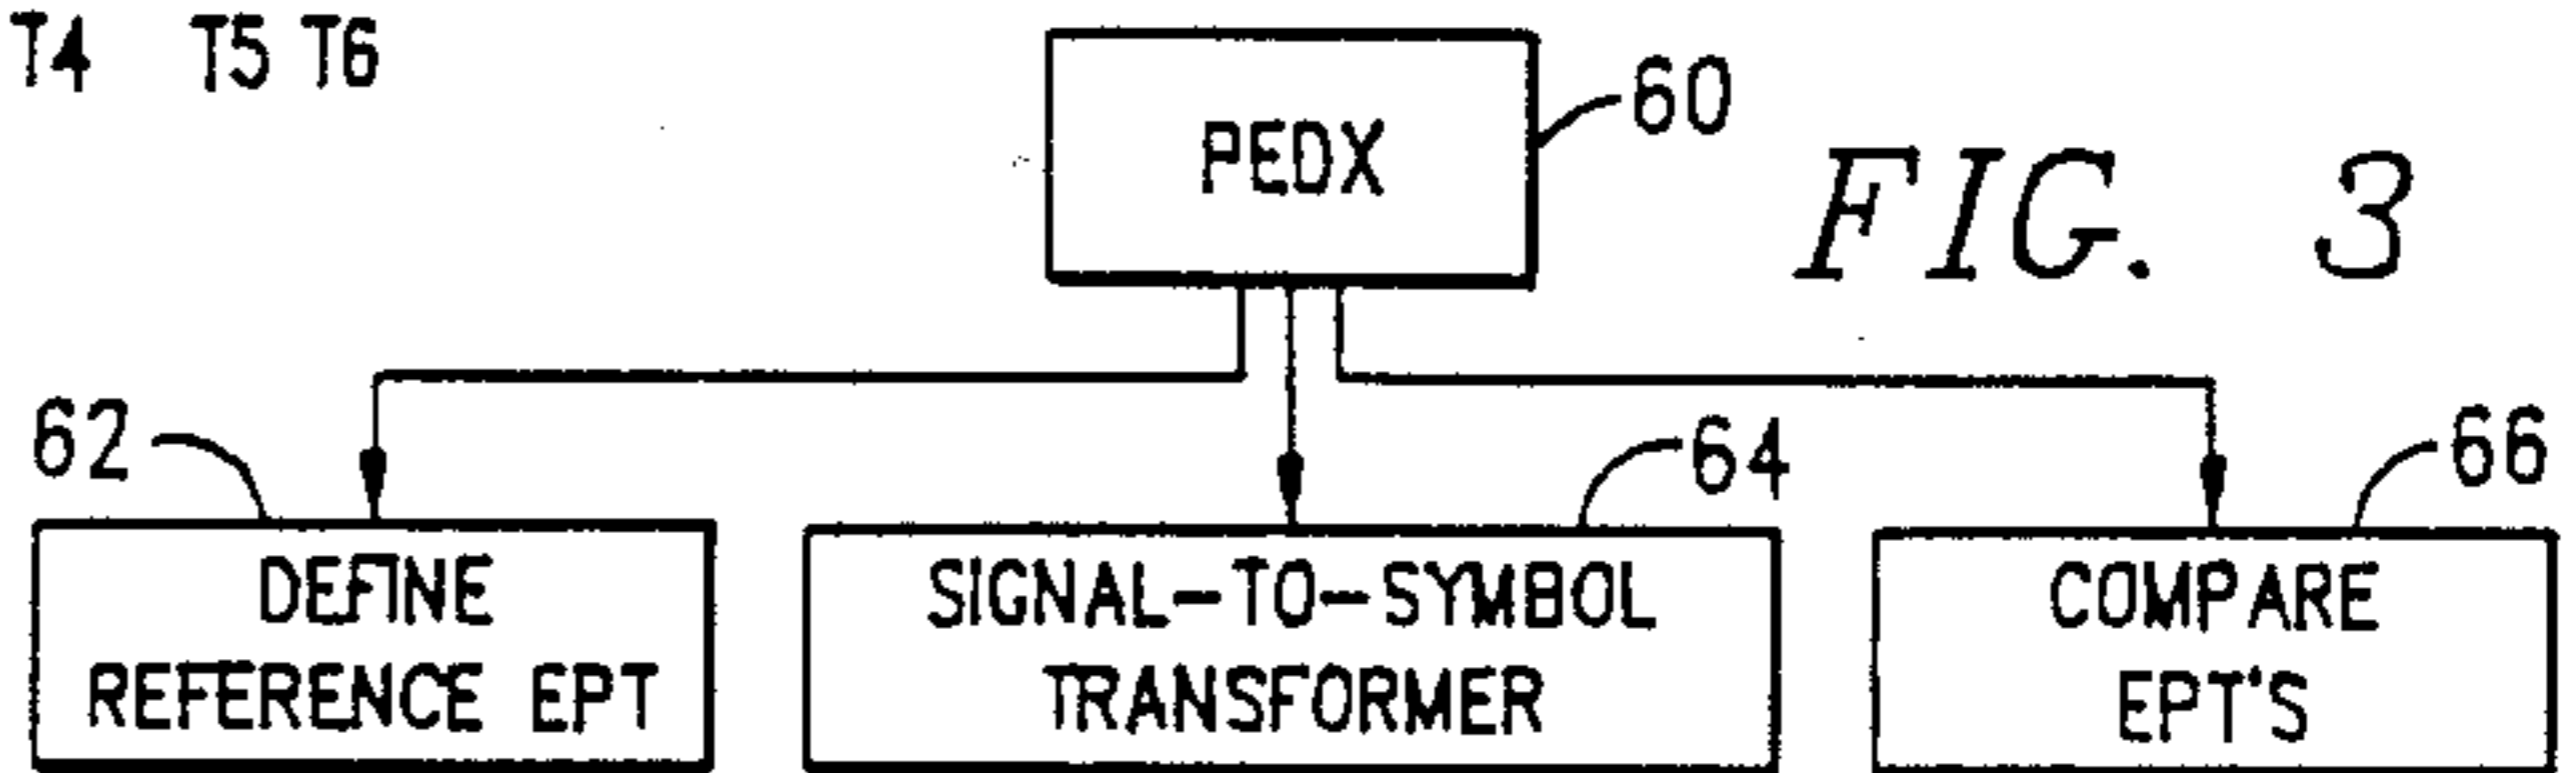 T4 T5 T6
PEDX
60
FIG. 3
62
64
66
DEFINE
REFERENCE EPT
SIGNAL-TO-SYMBOL
TRANSFORMER
COMPARE
EPT'S